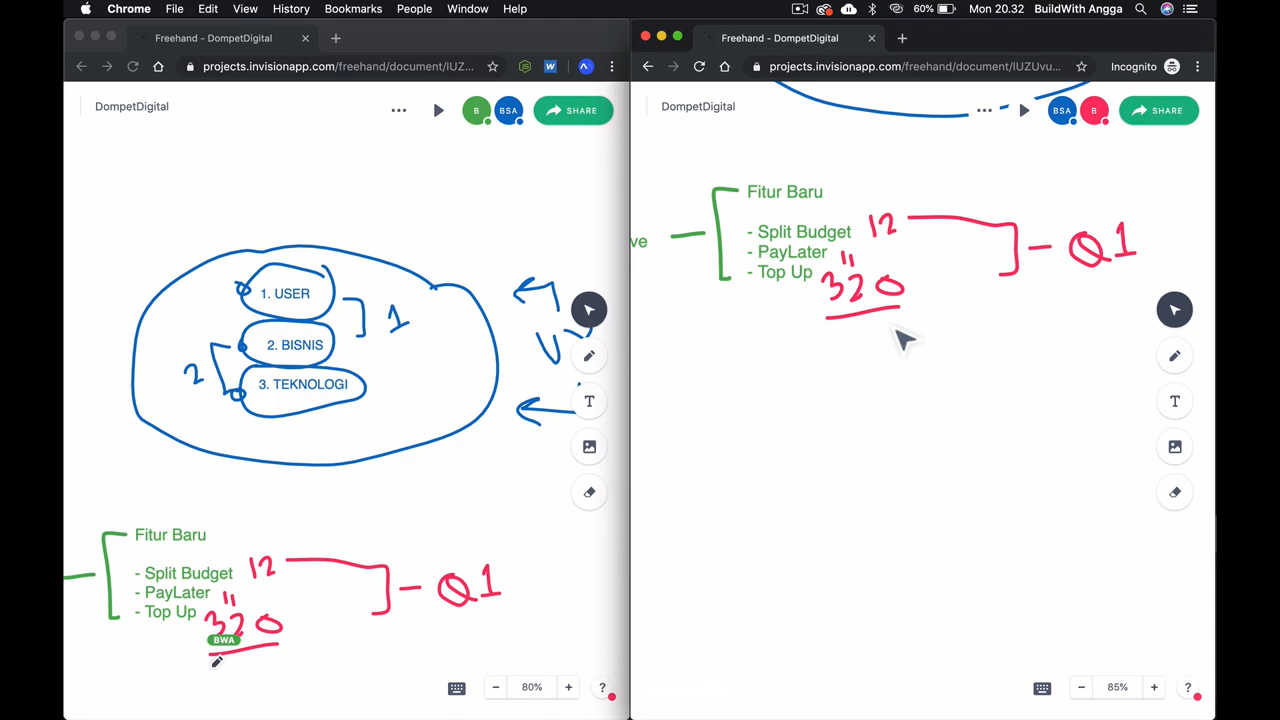 Chrome File Edit View History Bookmarks People Window Help 60% Mon 20.32 BuildWith Angga
Freehand - DompetDigital
projects.invisionapp.com/freehand/document/IUZ...
DompetDigital
B
BSA
SHARE
1. USER
2. BISNIS
3. TEKNOLOGI
1
2
T
Fitur Baru
- Split Budget 12
- PayLater 11
- Top Up 320
Q1
BWA
80%
?
Freehand - DompetDigital
projects.invisionapp.com/freehand/document/IUZUvu...
Incognito
DompetDigital
BSA
B
SHARE
ve
Fitur Baru
- Split Budget 12
- PayLater 11
- Top Up 320
Q1
T
85%
?